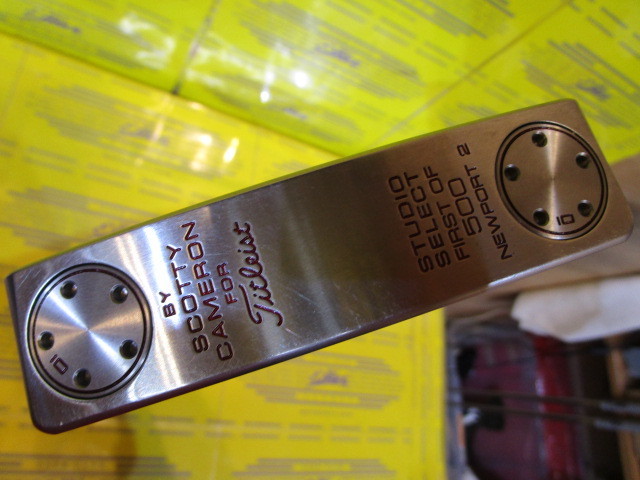 BY
SCOTTY
CAMERON
FOR
Titleist
STUDIO
SELECT
FIRST OF
500
NEWPORT 2
10
10